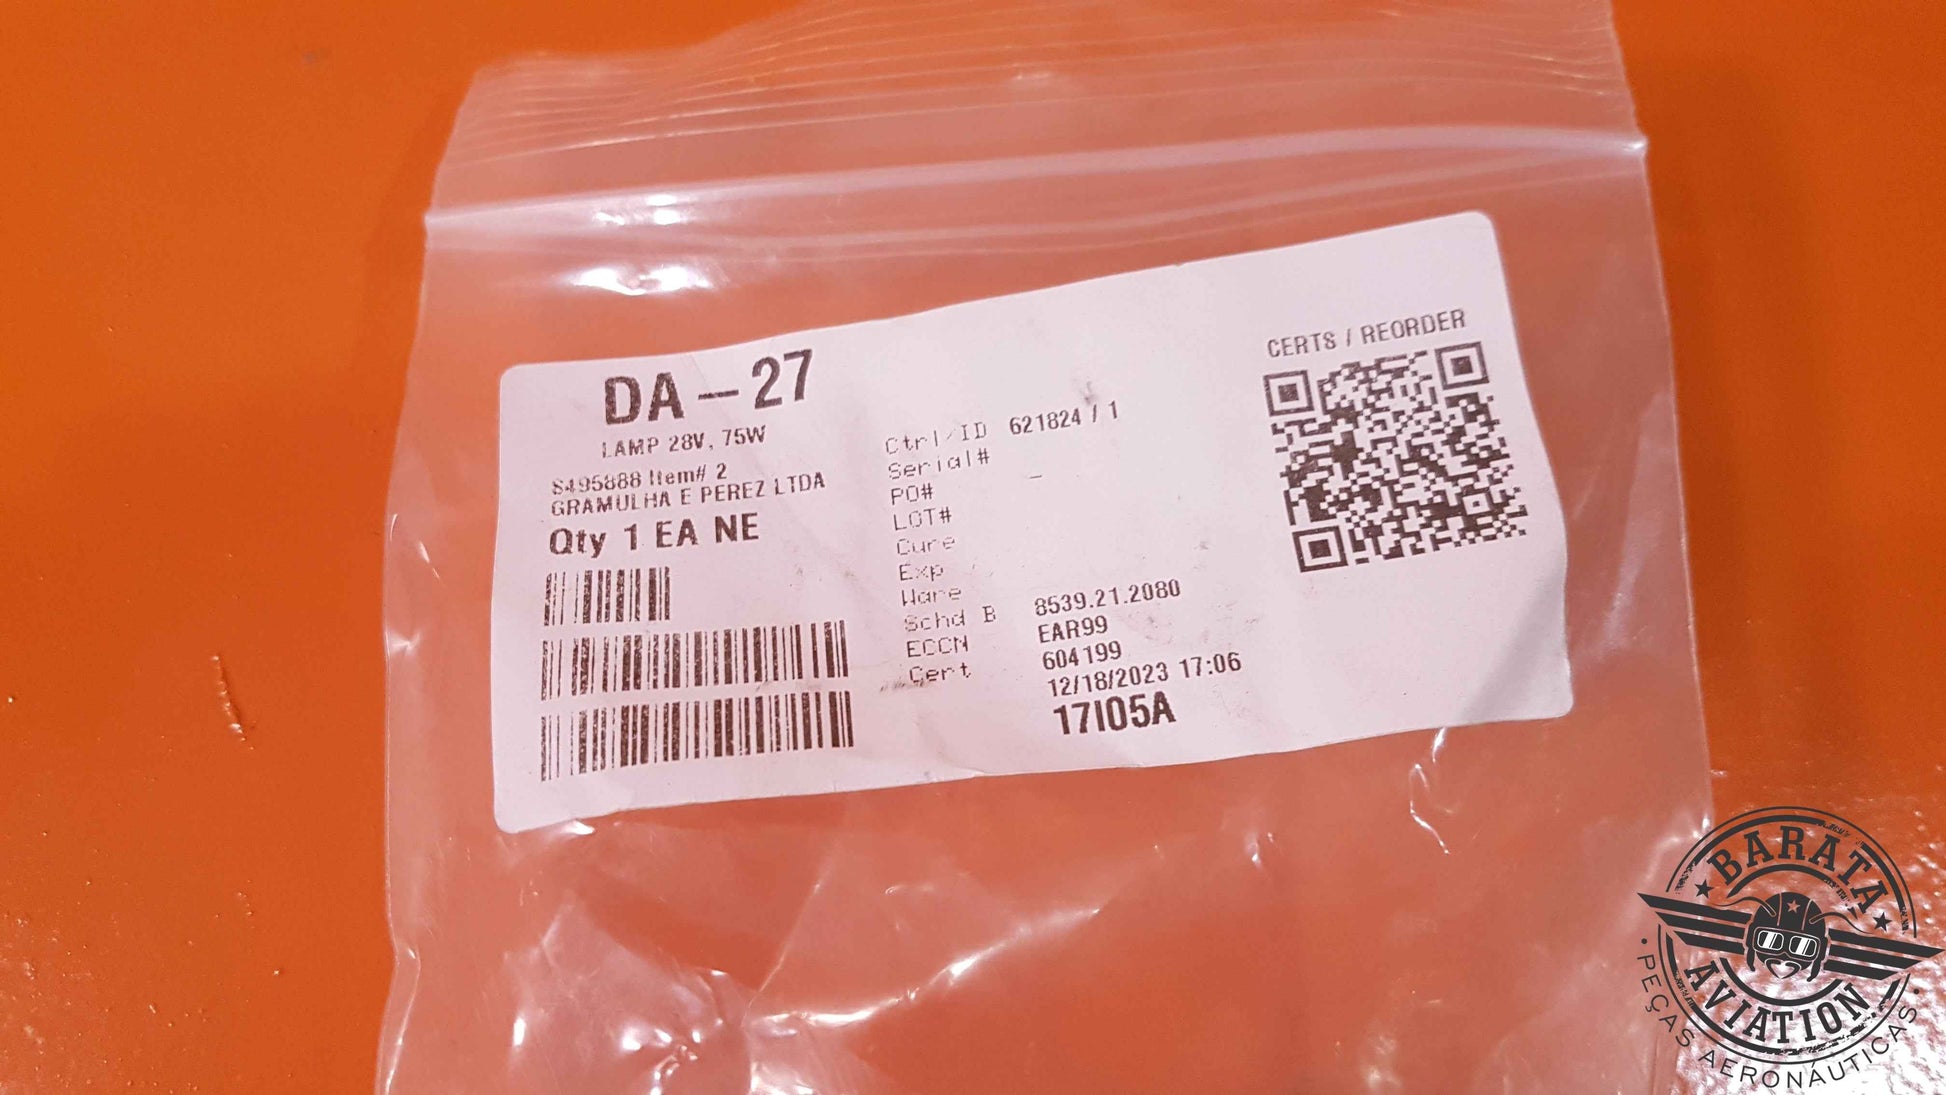 DA-27
LAMP 28V, 75W
S495888 Item# 2
GRAMULHA E PEREZ LTDA
Qty 1 EA NE
Ctrl/ID 621824 / 1
Serial#
PO# -
LOT#
Cure
Exp
Ware
Schd B 8539.21.2080
ECCN EAR99
Cert 604199
12/18/2023 17:06
17I05A
CERTS / REORDER
BARATA
AVIATION
PEÇAS AERONÁUTICAS